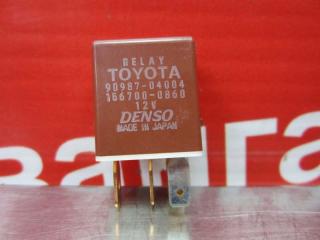 RELAY
TOYOTA
90987-04004
156700-0860
12V
DENSO
MADE IN JAPAN